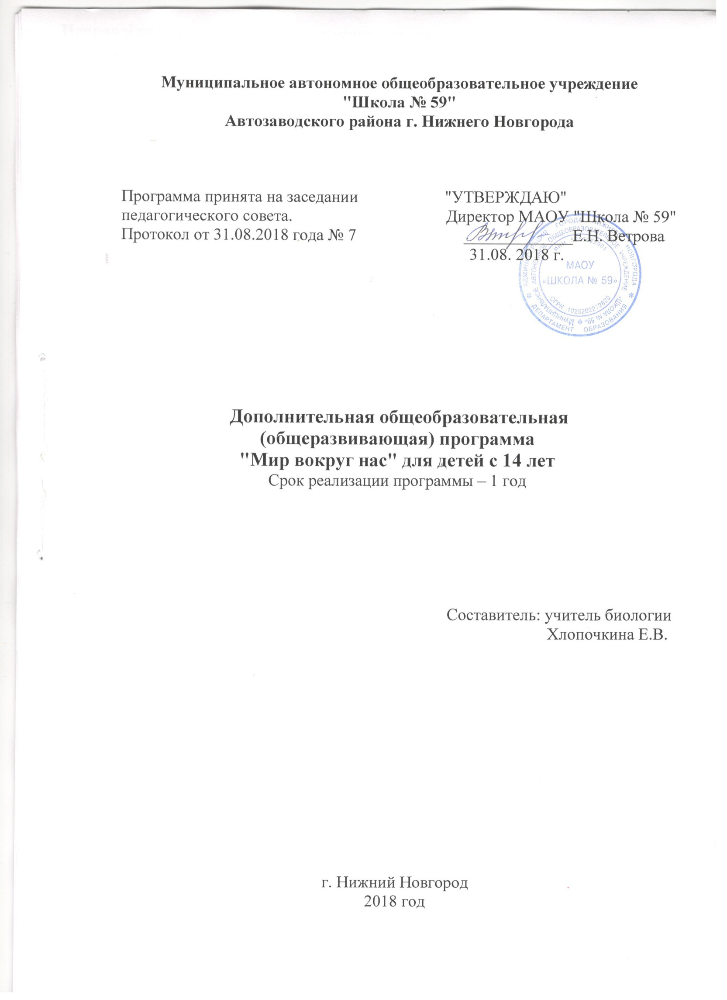 Муниципальное автономное общеобразовательное учреждение
"Школа № 59"
Автозаводского района г. Нижнего Новгорода
Программа принята на заседании
педагогического совета.
Протокол от 31.08.2018 года № 7
"УТВЕРЖДАЮ"
Директор МАОУ "Школа № 59"
Е.Н. Ветрова
31.08. 2018 г.
АДМИНИСТРАЦИЯ ГОРОДА НИЖНЕГО НОВГОРОДА
ДЕПАРТАМЕНТ ОБРАЗОВАНИЯ
МУНИЦИПАЛЬНОЕ АВТОНОМНОЕ ОБЩЕОБРАЗОВАТЕЛЬНОЕ УЧРЕЖДЕНИЕ "ШКОЛА № 59"
ИНН
МАОУ
«ШКОЛА № 59»
ОГРН 1025202272820
Дополнительная общеобразовательная
(общеразвивающая) программа
"Мир вокруг нас" для детей с 14 лет
Срок реализации программы – 1 год
Составитель: учитель биологии
Хлопочкина Е.В.
г. Нижний Новгород
2018 год